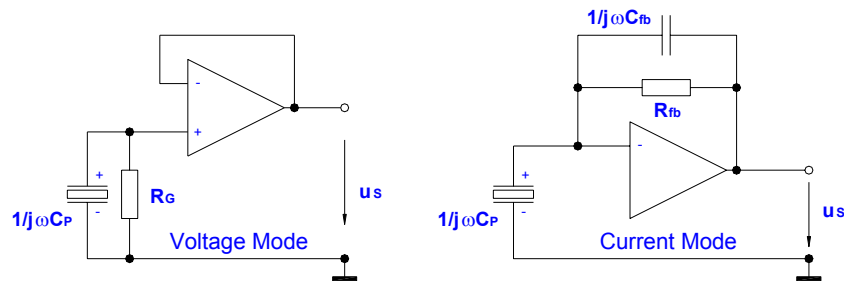 1/jωCfb
-
Rfb
+
-
+
+
RG
uS
-
1/jωCP
Voltage Mode
+
-
uS
1/jωCP
Current Mode